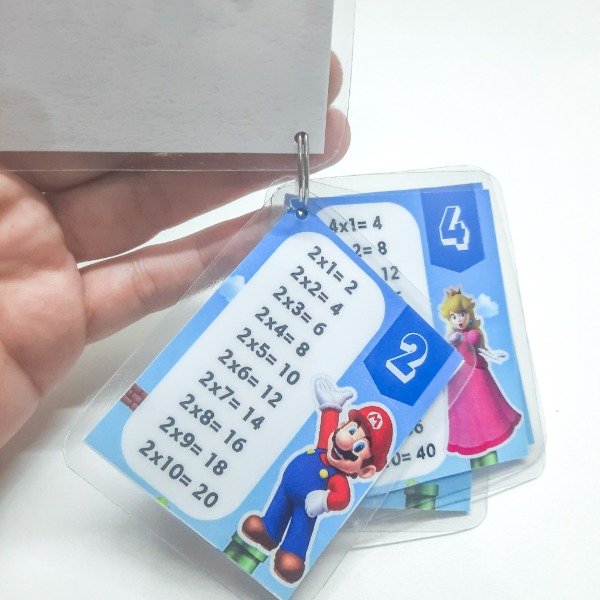 2x1= 2
2x2= 4
2x3= 6
2x4= 8
2x5= 10
2x6= 12
2x7= 14
2x8= 16
2x9= 18
2x10= 20
2
M
4x1= 4
2= 8
12
= 40
4